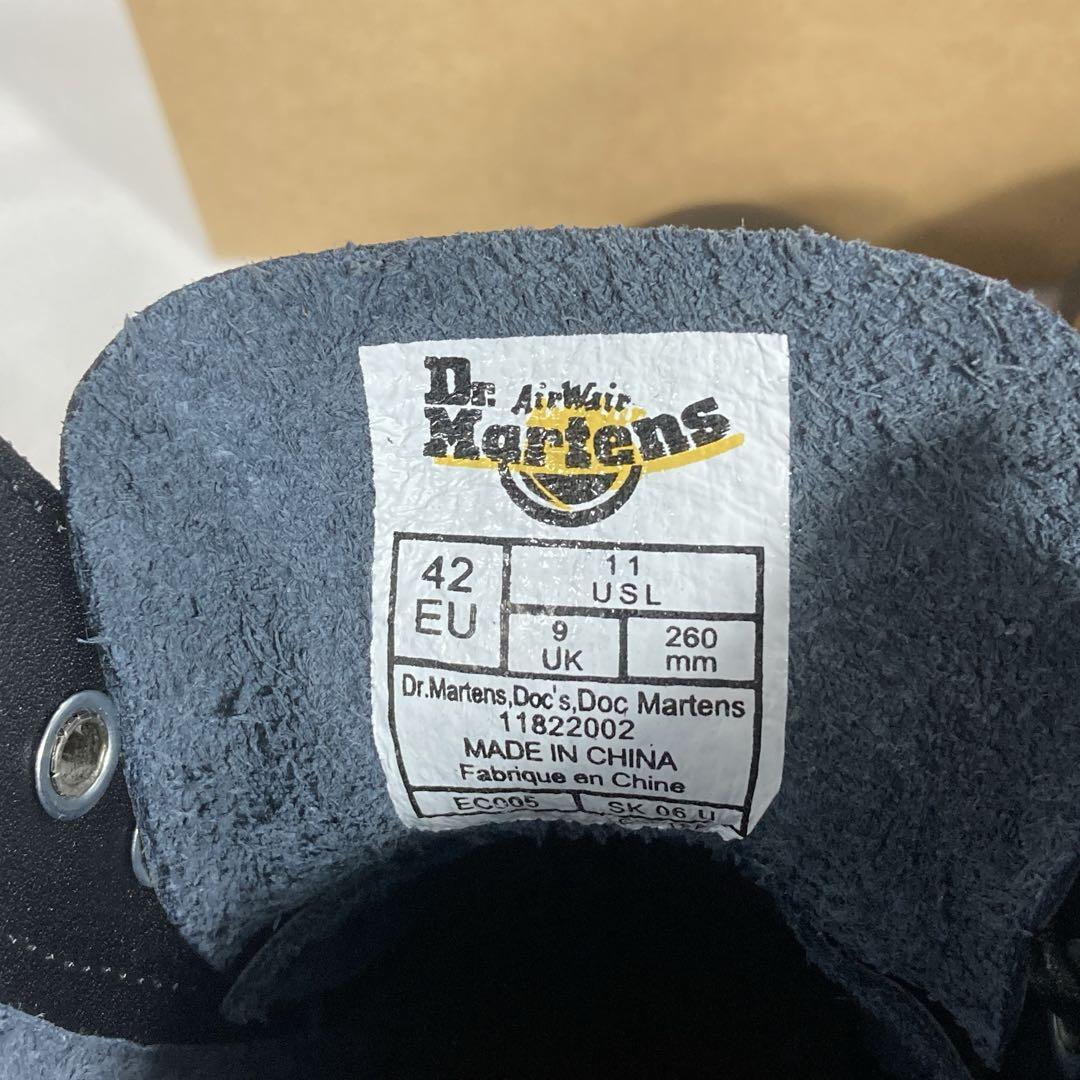 Dr. AirWair
Martens
42 EU
11 USL
9 UK
260 mm
Dr.Martens,Doc's,Doc Martens
11822002
MADE IN CHINA
Fabrique en Chine
EC005 SK 06 U